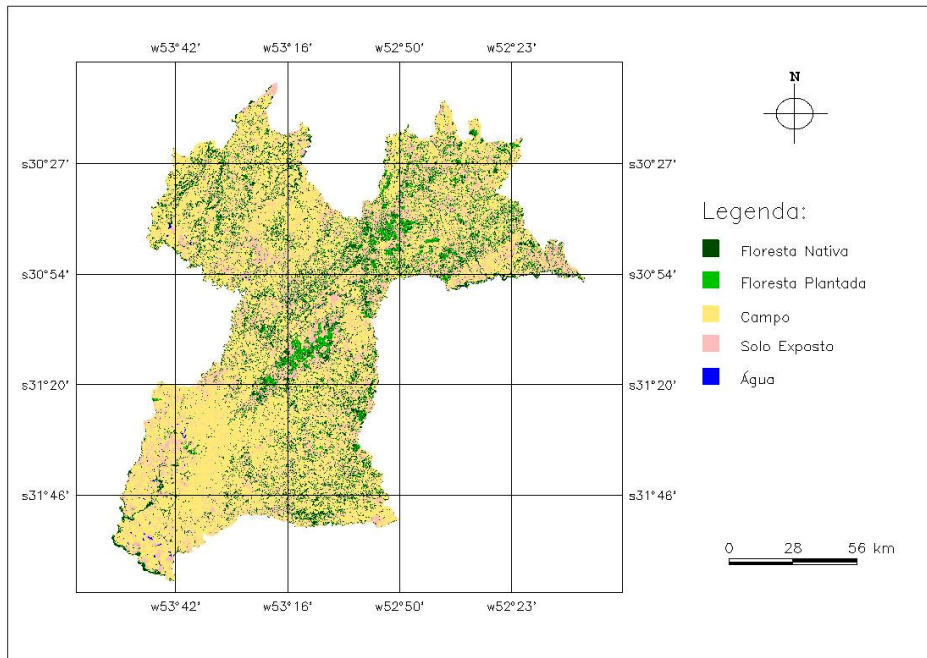 w53°42' w53°16' w52°50' w52°23'
N
s30°27' s30°27'
Legenda:
Floresta Nativa
s30°54' s30°54'
Floresta Plantada
Campo
Solo Exposto
s31°20' s31°20'
Água
s31°46' s31°46'
0 28 56 km
w53°42' w53°16' w52°50' w52°23'